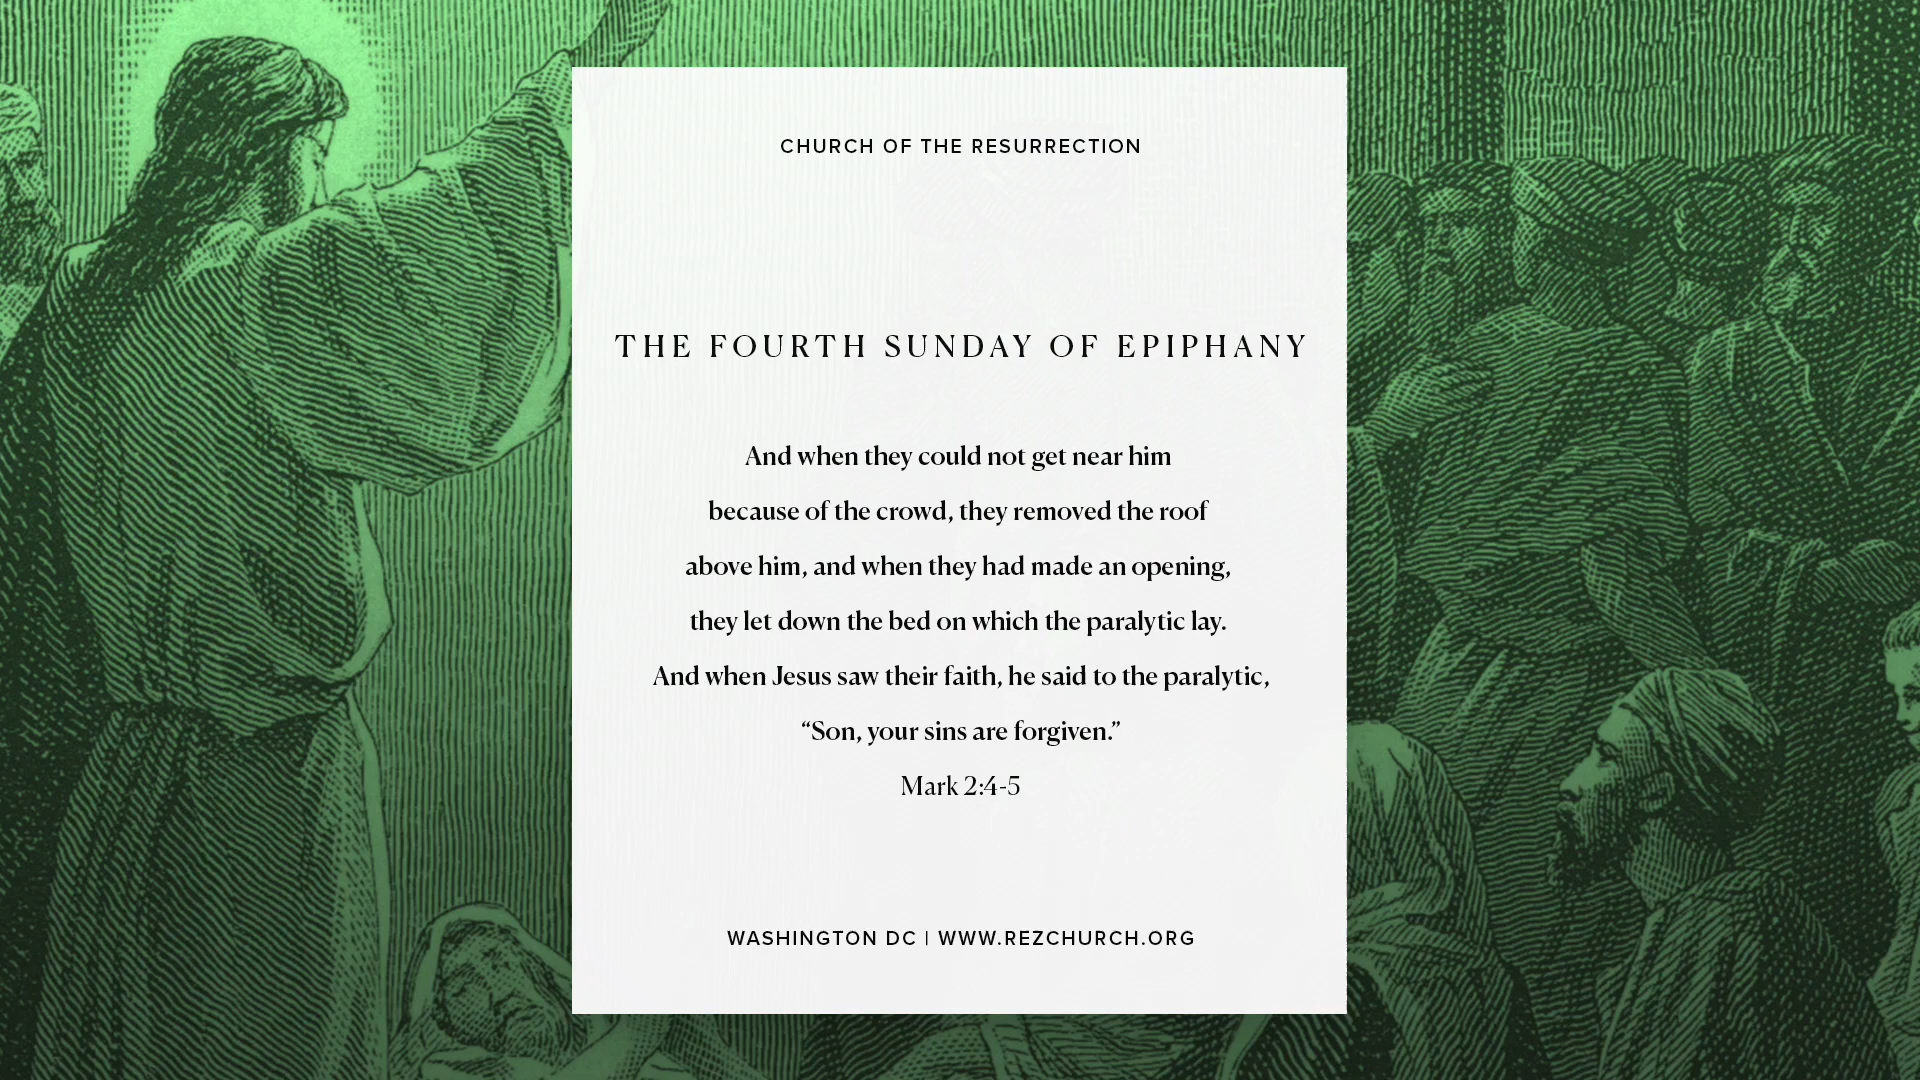 CHURCH OF THE RESURRECTION
THE FOURTH SUNDAY OF EPIPHANY
And when they could not get near him
because of the crowd, they removed the roof
above him, and when they had made an opening,
they let down the bed on which the paralytic lay.
And when Jesus saw their faith, he said to the paralytic,
“Son, your sins are forgiven.”
Mark 2:4-5
WASHINGTON DC | WWW.REZCHURCH.ORG